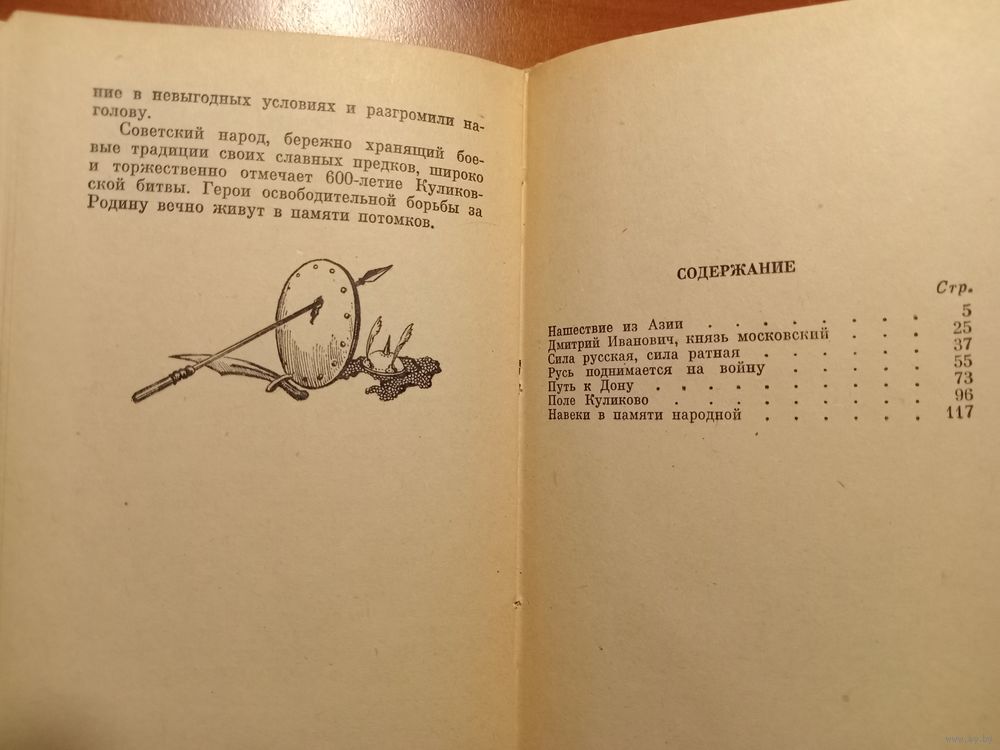 ние в невыгодных условиях и разгромили на-
голову.
Советский народ, бережно хранящий бое-
вые традиции своих славных предков, широко
и торжественно отмечает 600-летие Куликов-
ской битвы. Герои освободительной борьбы за
Родину вечно живут в памяти потомков.
СОДЕРЖАНИЕ
Стр.
Нашествие из Азии . . . . . . . . 5
Дмитрий Иванович, князь московский . . . 25
Сила русская, сила ратная . . . . . . 37
Русь поднимается на войну . . . . . 55
Путь к Дону . . . . . . . . . 73
Поле Куликово . . . . . . . . . 96
Навеки в памяти народной . . . . . . 117
www.ay.by